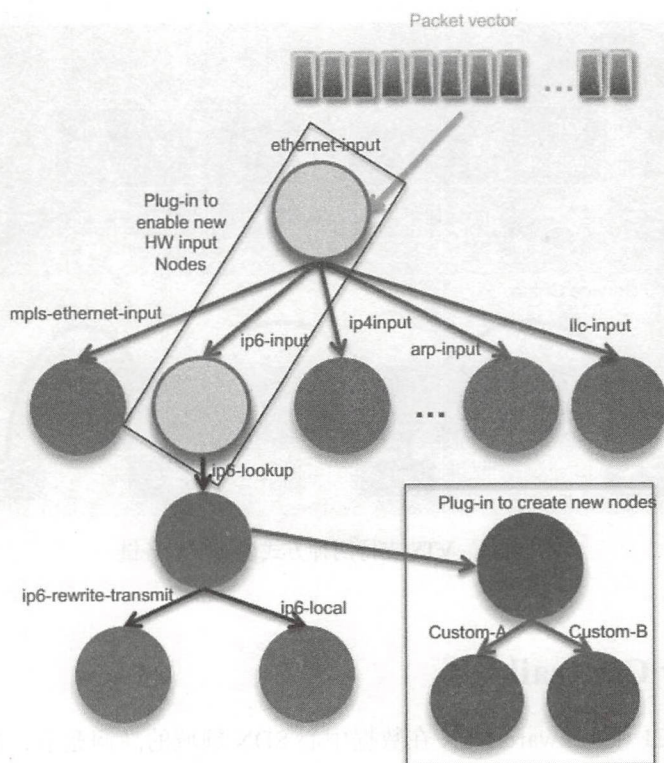 Packet vector
...
ethernet-input
Plug-in to
enable new
HW input
Nodes
mpls-ethernet-input
ip6-input
ip4input
arp-input
llc-input
...
ip6-lookup
Plug-in to create new nodes
ip6-rewrite-transmit
ip6-local
Custom-A
Custom-B